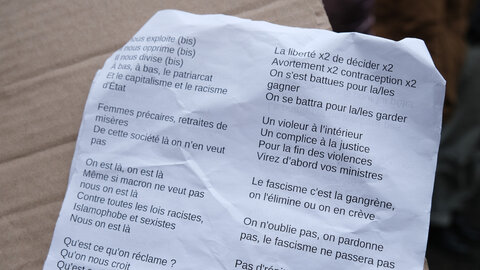 nous exploite (bis)
nous opprime (bis)
Il nous divise (bis)
À bas, à bas, le patriarcat
Et le capitalisme et le racisme
d'État
Femmes précaires, retraites de
misères
De cette société là on n'en veut
pas
On est là, on est là
Même si macron ne veut pas
nous on est là
Contre toutes les lois racistes,
Islamophobe et sexistes
Nous on est là
Qu'est ce qu'on réclame ?
Qu'on nous croit
Qu'est
La liberté x2 de décider x2
Avortement x2 contraception x2
On s'est battues pour la/les
gagner
On se battra pour la/les garder
Un violeur à l'intérieur
Un complice à la justice
Pour la fin des violences
Virez d'abord vos ministres
Le fascisme c'est la gangrène,
on l'élimine ou on en crève
On n'oublie pas, on pardonne
pas, le fascisme ne passera pas